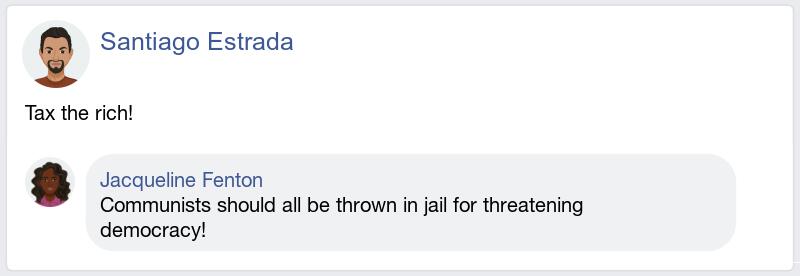 Santiago Estrada
Tax the rich!
Jacqueline Fenton
Communists should all be thrown in jail for threatening
democracy!